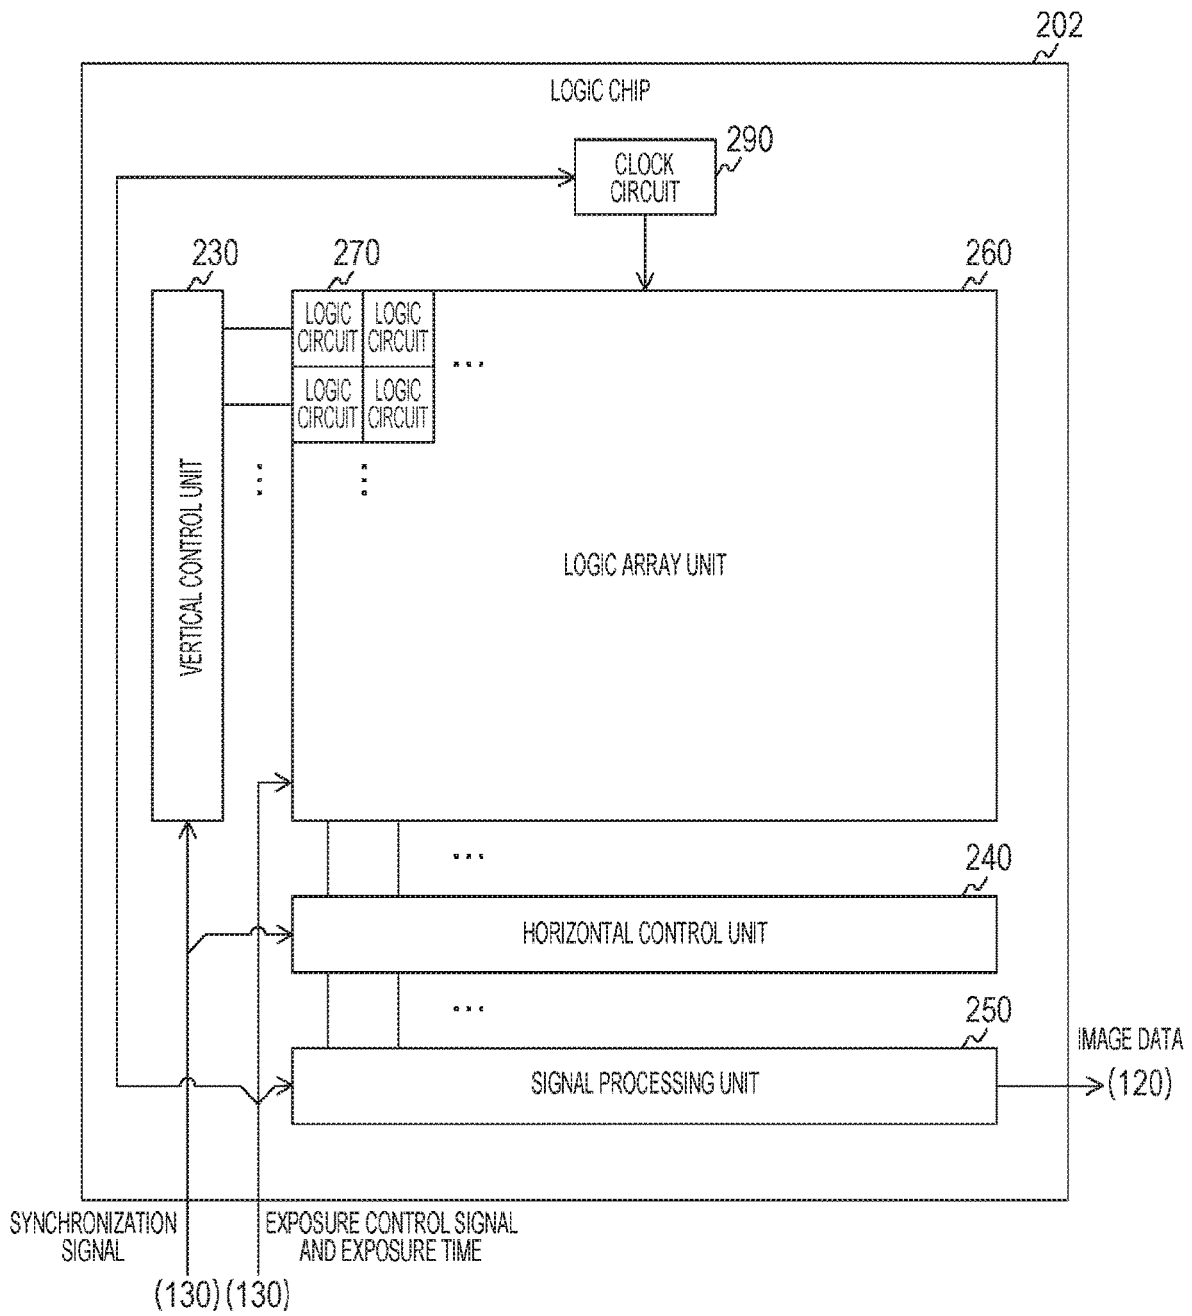 202
LOGIC CHIP
290
CLOCK
CIRCUIT
230
270
260
LOGIC
CIRCUIT
LOGIC
CIRCUIT
LOGIC
CIRCUIT
LOGIC
CIRCUIT
VERTICAL CONTROL UNIT
LOGIC ARRAY UNIT
240
HORIZONTAL CONTROL UNIT
250
SIGNAL PROCESSING UNIT
IMAGE DATA
(120)
SYNCHRONIZATION
SIGNAL
EXPOSURE CONTROL SIGNAL
AND EXPOSURE TIME
(130) (130)